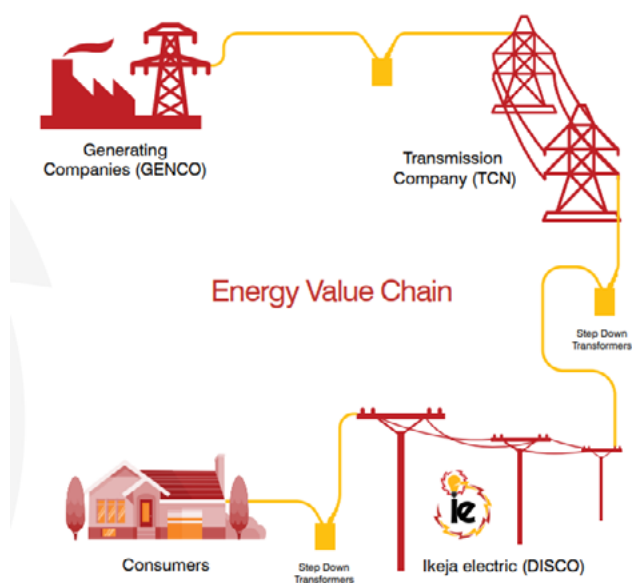 Generating
Companies (GENCO)
Transmission
Company (TCN)
Energy Value Chain
Step Down
Transformers
ie
Consumers
Step Down
Transformers
Ikeja electric (DISCO)